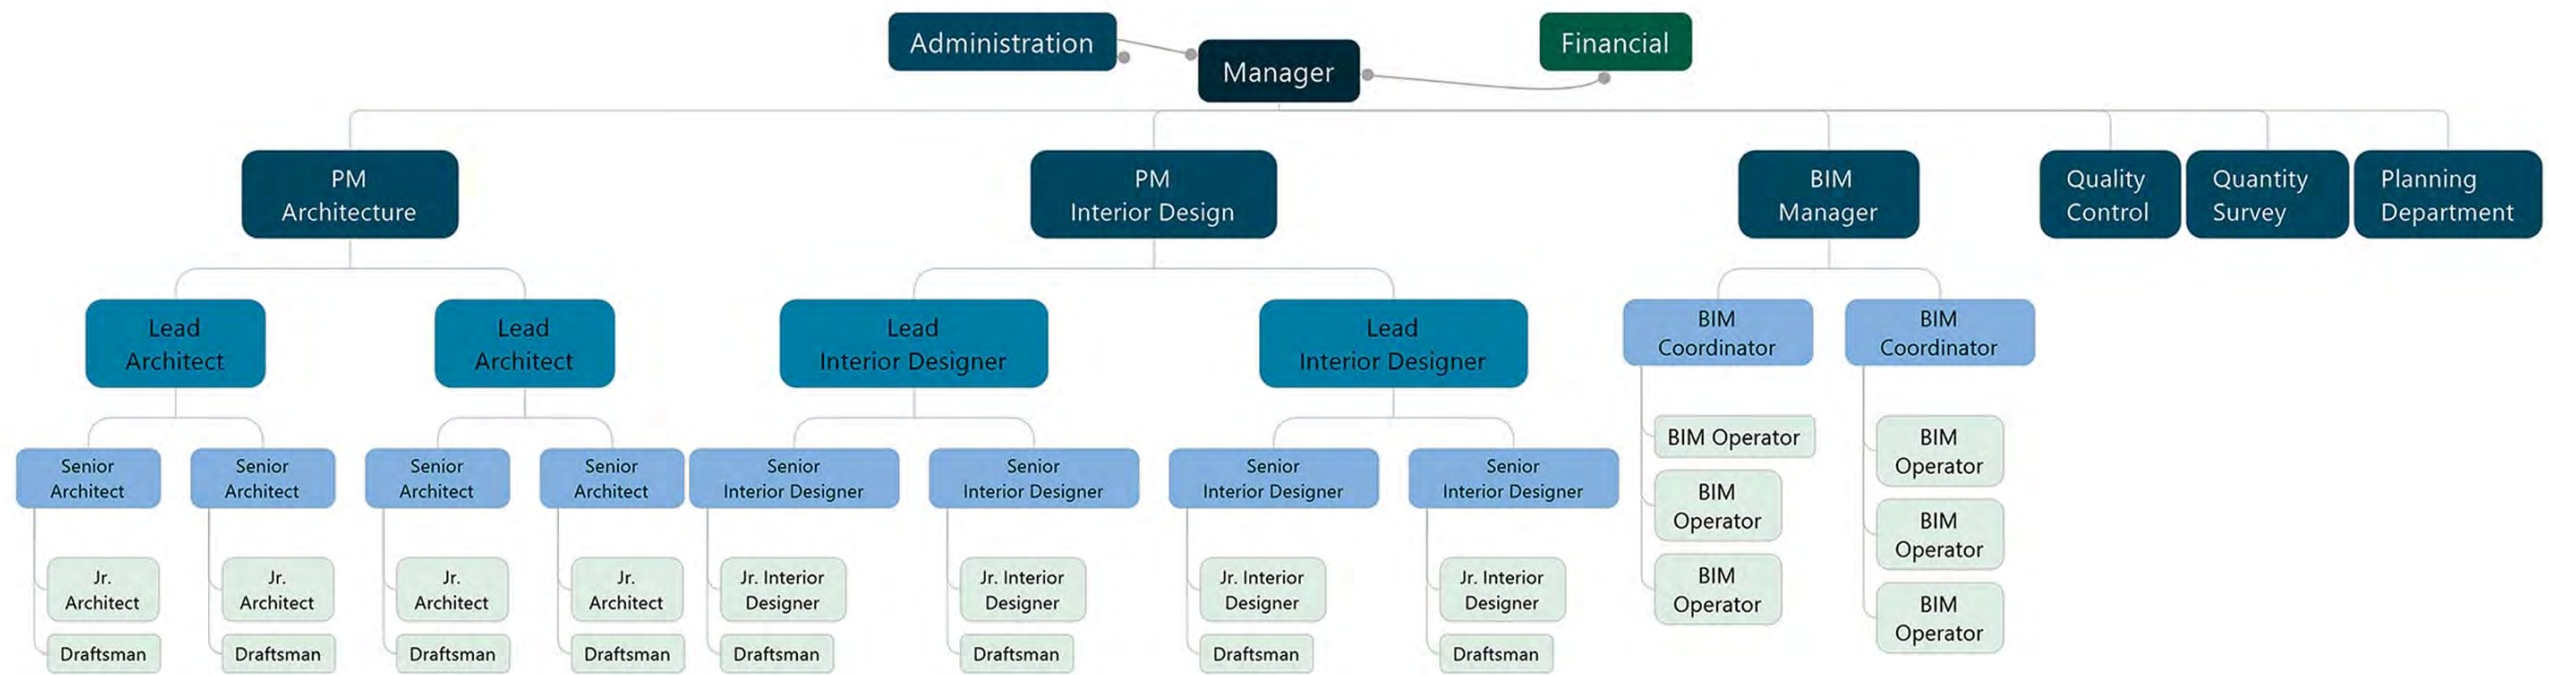 Administration
Manager
Financial
PM
Architecture
PM
Interior Design
BIM
Manager
Quality
Control
Quantity
Survey
Planning
Department
Lead
Architect
Lead
Architect
Lead
Interior Designer
Lead
Interior Designer
BIM
Coordinator
BIM
Coordinator
Senior
Architect
Senior
Architect
Senior
Architect
Senior
Architect
Senior
Interior Designer
Senior
Interior Designer
Senior
Interior Designer
Senior
Interior Designer
BIM Operator
BIM
Operator
BIM
Operator
BIM
Operator
BIM
Operator
BIM
Operator
Jr.
Architect
Draftsman
Jr.
Architect
Draftsman
Jr.
Architect
Draftsman
Jr.
Architect
Draftsman
Jr. Interior
Designer
Draftsman
Jr. Interior
Designer
Draftsman
Jr. Interior
Designer
Draftsman
Jr. Interior
Designer
Draftsman